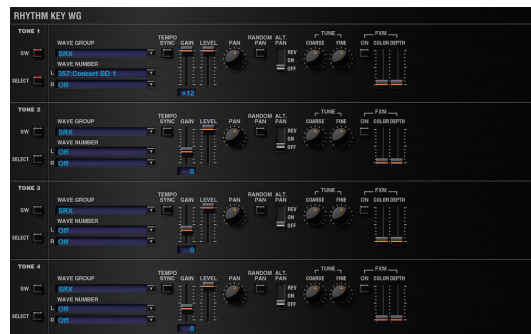 RHYTHM KEY WG
TONE 1
WAVE GROUP TEMPO SYNC GAIN LEVEL PAN RANDOM PAN ALT. PAN TUNE COARSE FINE FXM ON COLOR DEPTH
SW SRX REV
WAVE NUMBER ON
L 357:Concert BD 1 OFF
SELECT R Off
+12
TONE 2
WAVE GROUP TEMPO SYNC GAIN LEVEL PAN RANDOM PAN ALT. PAN TUNE COARSE FINE FXM ON COLOR DEPTH
SW SRX REV
WAVE NUMBER ON
L Off OFF
SELECT R Off
0
TONE 3
WAVE GROUP TEMPO SYNC GAIN LEVEL PAN RANDOM PAN ALT. PAN TUNE COARSE FINE FXM ON COLOR DEPTH
SW SRX REV
WAVE NUMBER ON
L Off OFF
SELECT R Off
0
TONE 4
WAVE GROUP TEMPO SYNC GAIN LEVEL PAN RANDOM PAN ALT. PAN TUNE COARSE FINE FXM ON COLOR DEPTH
SW SRX REV
WAVE NUMBER ON
L Off OFF
SELECT R Off
0